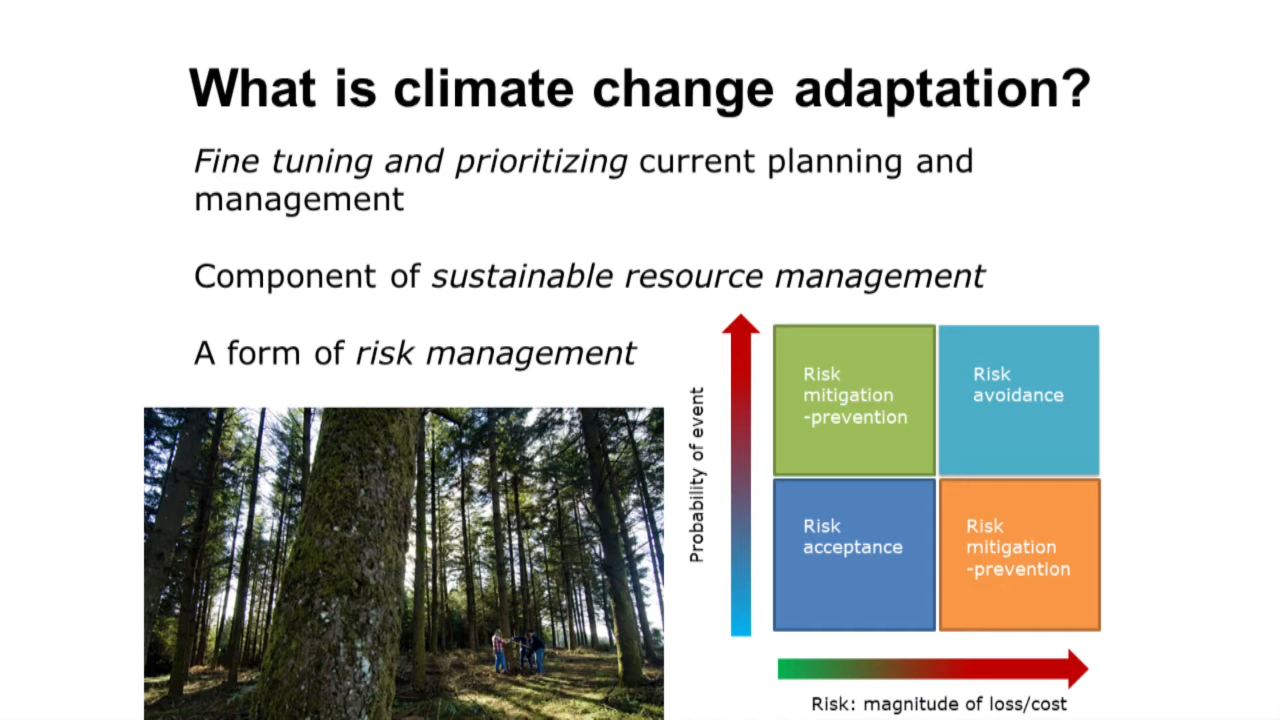 What is climate change adaptation?
Fine tuning and prioritizing current planning and
management
Component of sustainable resource management
A form of risk management
Probability of event
Risk
mitigation
-prevention
Risk
avoidance
Risk
acceptance
Risk
mitigation
-prevention
Risk: magnitude of loss/cost